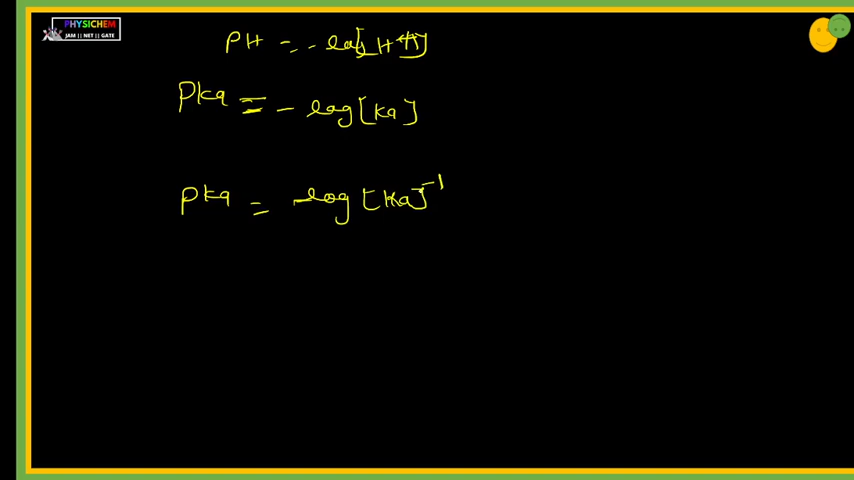 PHYSICHEM
JAM || NET || GATE
PH = - log[H+]
Pka = - log[ka]
pka = log[Ka]⁻¹